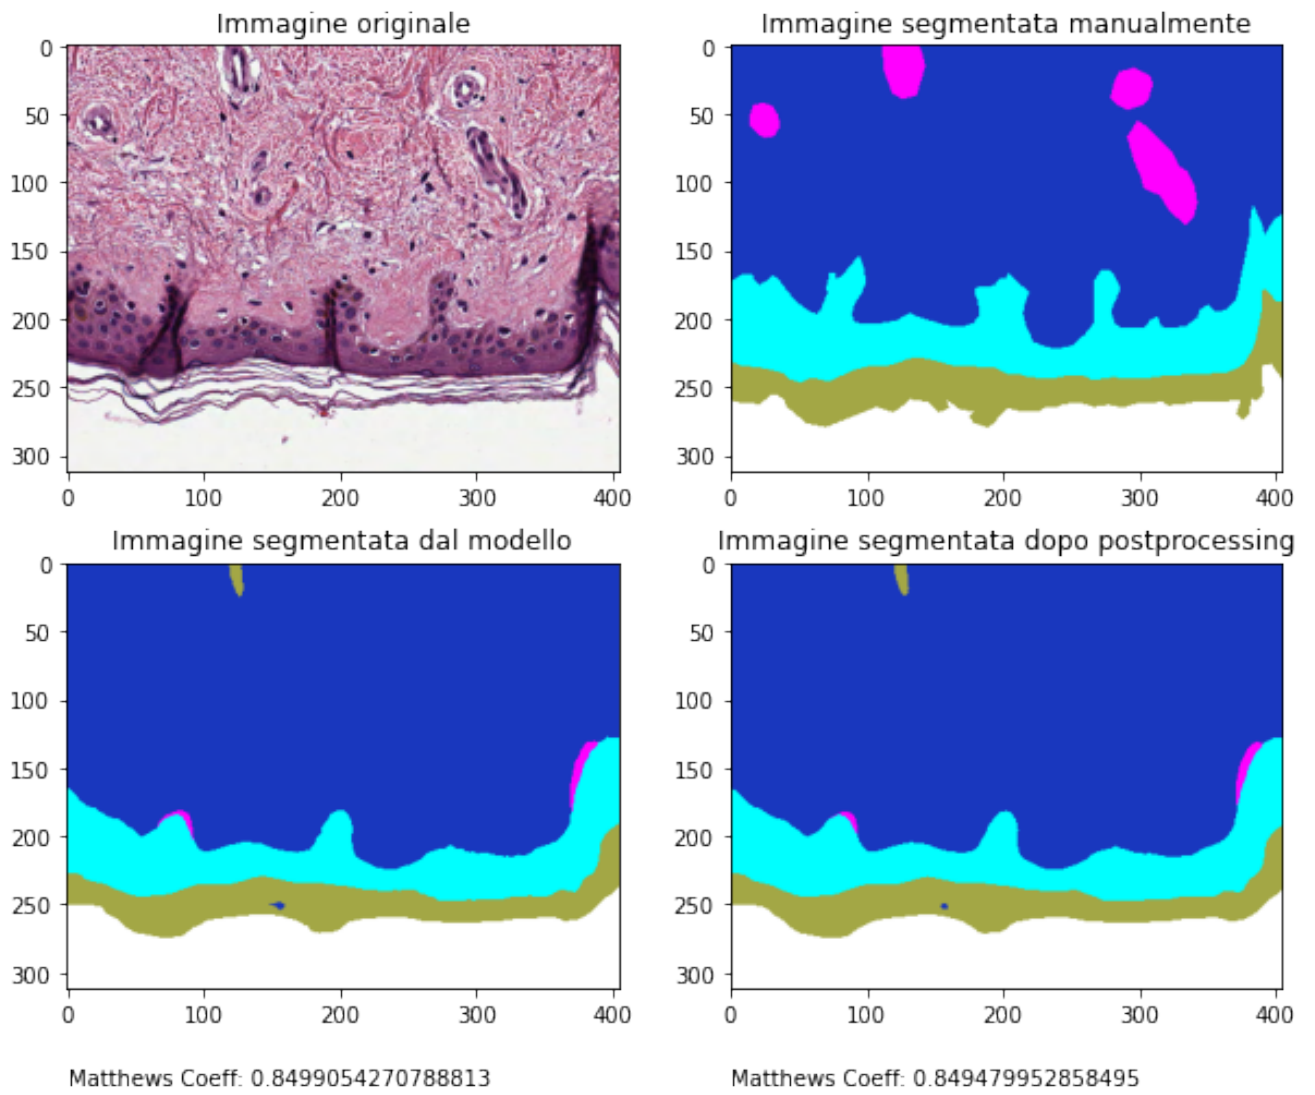 Immagine originale
0
50
100
150
200
250
300
0 100 200 300 400
Immagine segmentata manualmente
0
50
100
150
200
250
300
0 100 200 300 400
Immagine segmentata dal modello
0
50
100
150
200
250
300
0 100 200 300 400
Matthews Coeff: 0.8499054270788813
Immagine segmentata dopo postprocessing
0
50
100
150
200
250
300
0 100 200 300 400
Matthews Coeff: 0.849479952858495